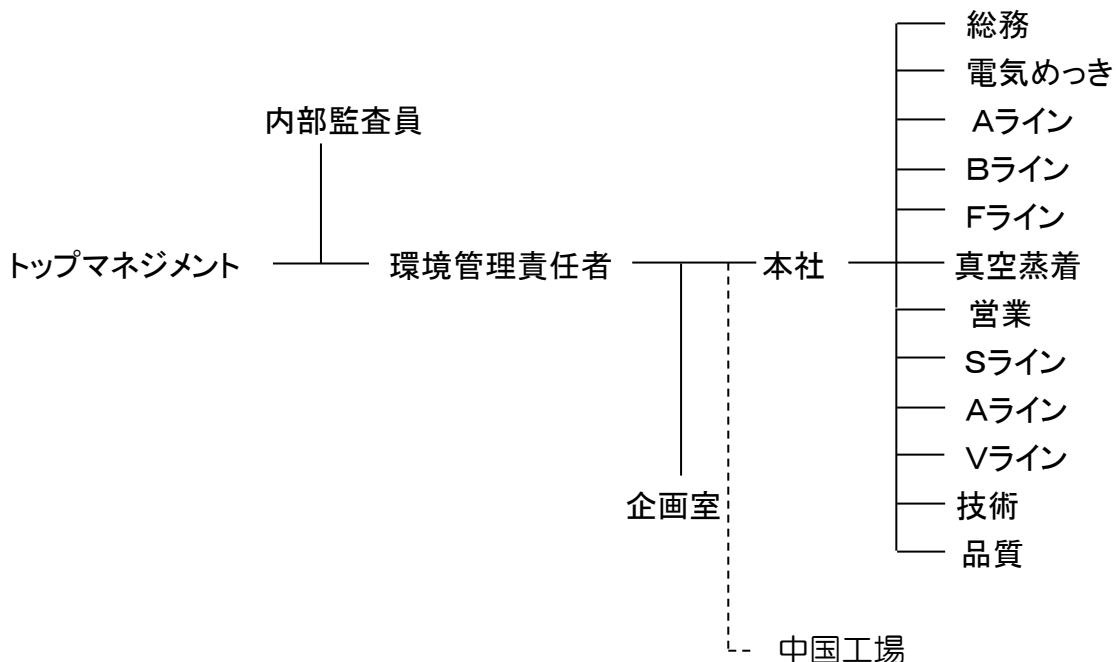 総務
電気めっき
内部監査員
Aライン
Bライン
Fライン
トップマネジメント
環境管理責任者
本社
真空蒸着
営業
Sライン
Aライン
Vライン
企画室
技術
品質
中国工場